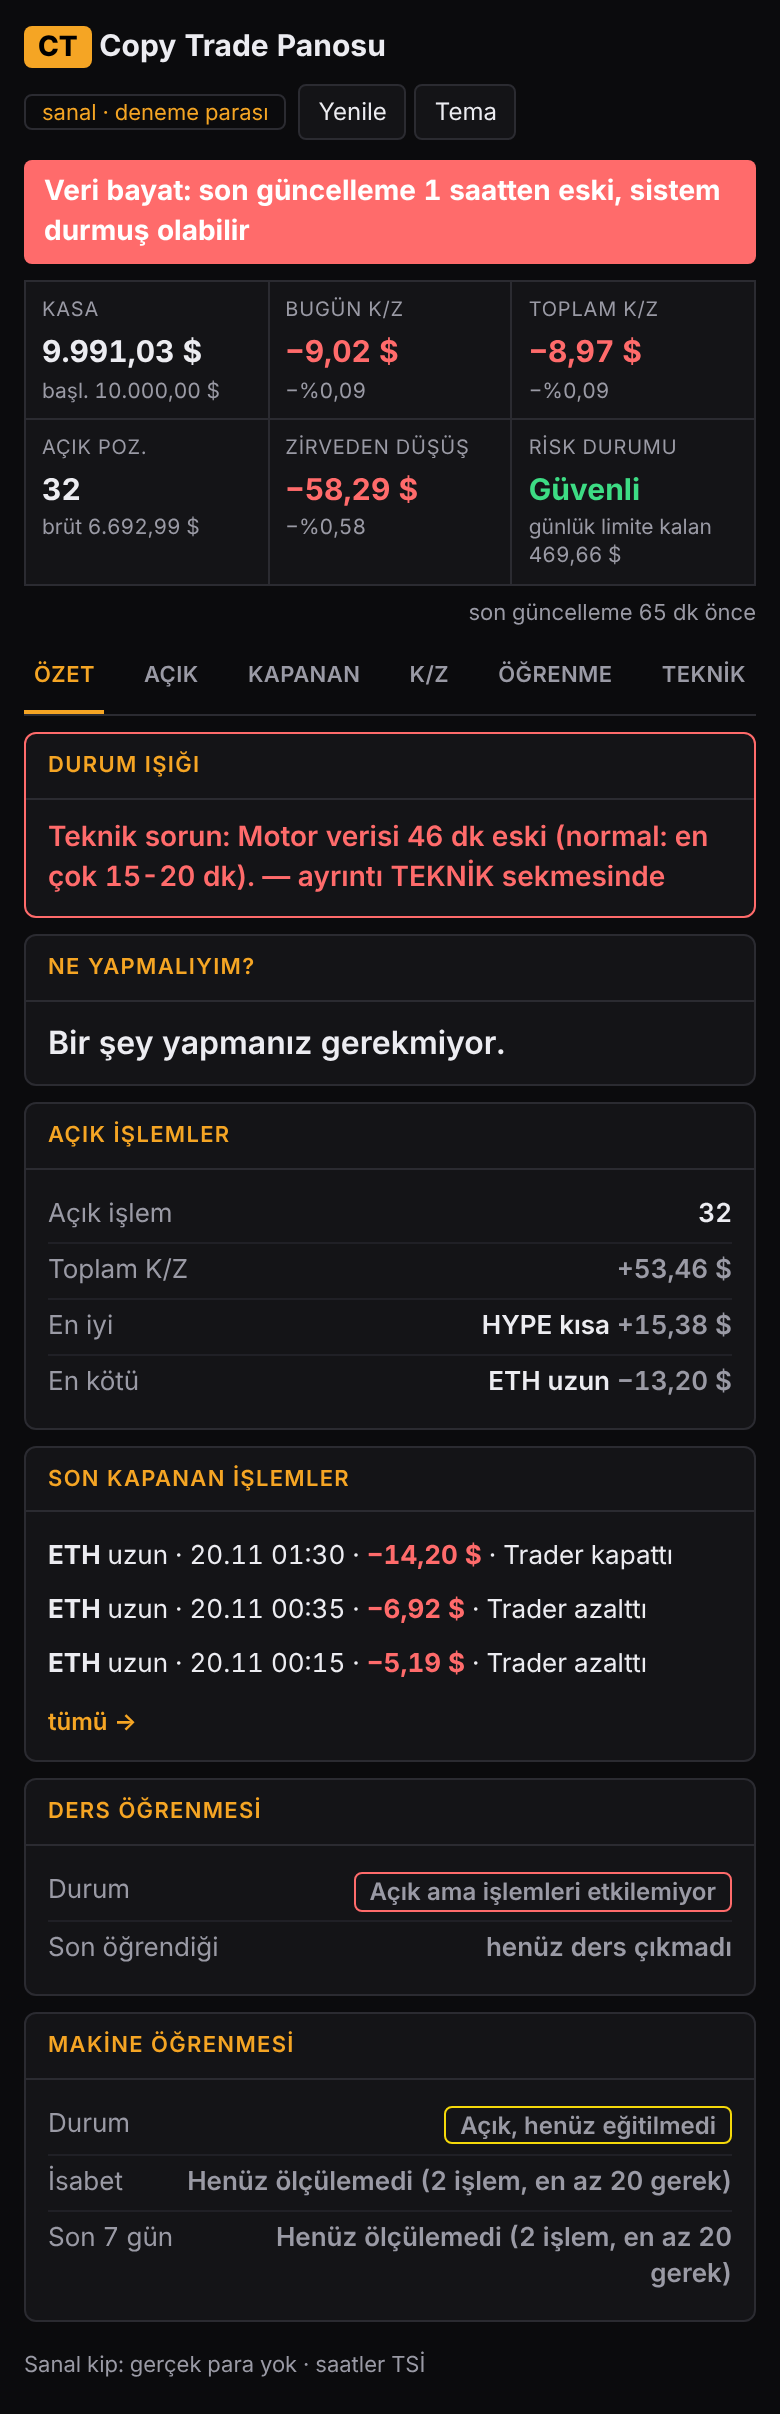 CT Copy Trade Panosu
sanal · deneme parası Yenile Tema
Veri bayat: son güncelleme 1 saatten eski, sistem
durmuş olabilir
KASA BUGÜN K/Z TOPLAM K/Z
9.991,03 $ −9,02 $ −8,97 $
başl. 10.000,00 $ −%0,09 −%0,09
AÇIK POZ. ZİRVEDEN DÜŞÜŞ RİSK DURUMU
32 −58,29 $ Güvenli
brüt 6.692,99 $ −%0,58 günlük limite kalan
469,66 $
son güncelleme 65 dk önce
ÖZET AÇIK KAPANAN K/Z ÖĞRENME TEKNİK
DURUM IŞIĞI
Teknik sorun: Motor verisi 46 dk eski (normal: en
çok 15-20 dk). — ayrıntı TEKNİK sekmesinde
NE YAPMALIYIM?
Bir şey yapmanız gerekmiyor.
AÇIK İŞLEMLER
Açık işlem 32
Toplam K/Z +53,46 $
En iyi HYPE kısa +15,38 $
En kötü ETH uzun −13,20 $
SON KAPANAN İŞLEMLER
ETH uzun · 20.11 01:30 · −14,20 $ · Trader kapattı
ETH uzun · 20.11 00:35 · −6,92 $ · Trader azalttı
ETH uzun · 20.11 00:15 · −5,19 $ · Trader azalttı
tümü →
DERS ÖĞRENMESİ
Durum Açık ama işlemleri etkilemiyor
Son öğrendiği henüz ders çıkmadı
MAKİNE ÖĞRENMESİ
Durum Açık, henüz eğitilmedi
İsabet Henüz ölçülemedi (2 işlem, en az 20 gerek)
Son 7 gün Henüz ölçülemedi (2 işlem, en az 20
gerek)
Sanal kip: gerçek para yok · saatler TSİ